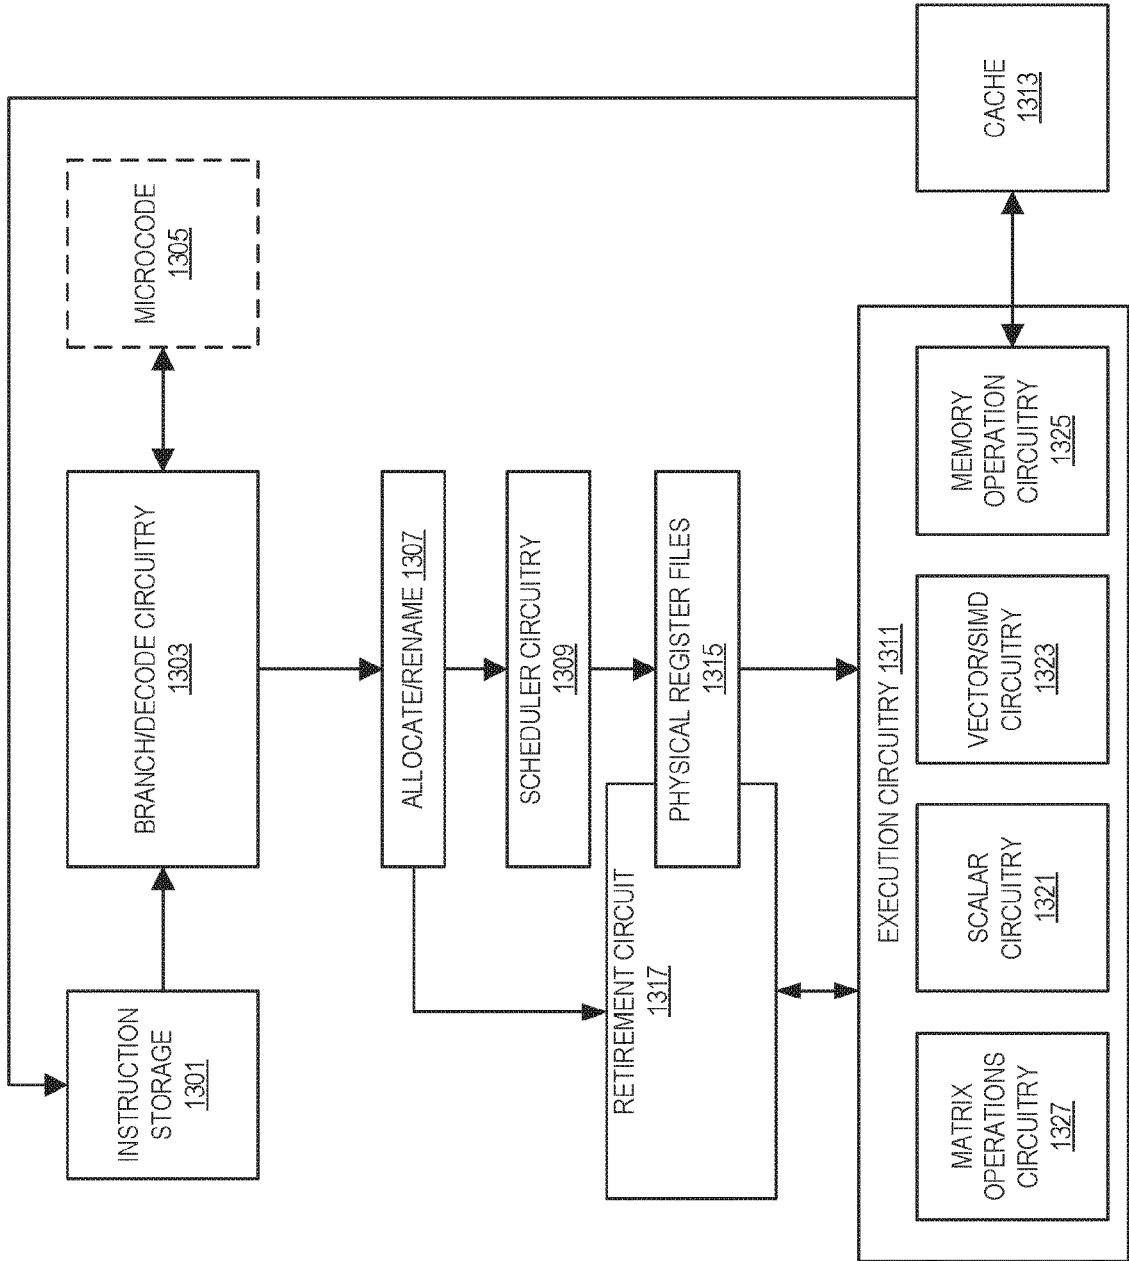 INSTRUCTION
STORAGE
1301
BRANCH/DECODE CIRCUITRY
1303
MICROCODE
1305
ALLOCATE/RENAME 1307
SCHEDULER CIRCUITRY
1309
RETIREMENT CIRCUIT
1317
PHYSICAL REGISTER FILES
1315
EXECUTION CIRCUITRY 1311
MATRIX
OPERATIONS
CIRCUITRY
1327
SCALAR
CIRCUITRY
1321
VECTOR/SIMD
CIRCUITRY
1323
MEMORY
OPERATION
CIRCUITRY
1325
CACHE
1313